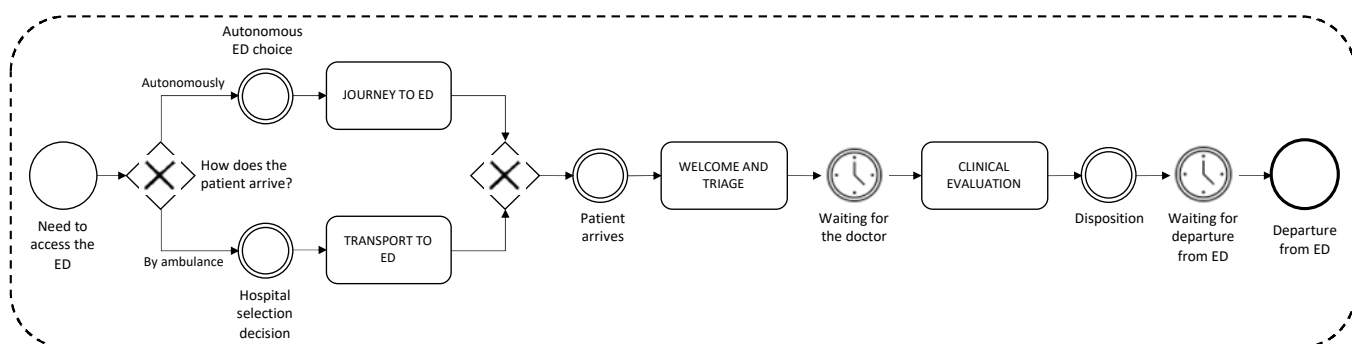 Autonomous
ED choice
Autonomously
JOURNEY TO ED
How does the
patient arrive?
Need to
access the
ED
By ambulance
TRANSPORT TO
ED
Hospital
selection
decision
Patient
arrives
WELCOME AND
TRIAGE
Waiting for
the doctor
CLINICAL
EVALUATION
Disposition
Waiting for
departure
from ED
Departure
from ED